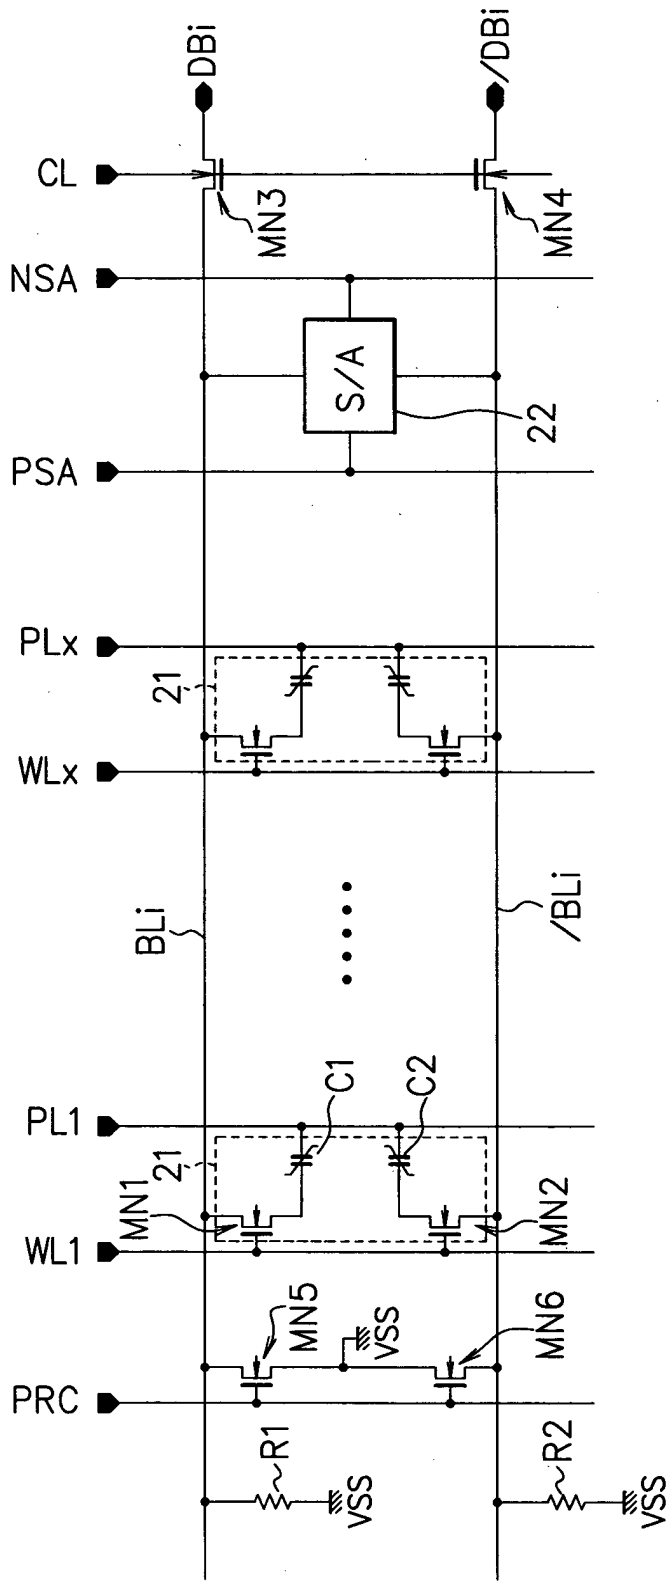 DBi
/DBi
CL
MN3
MN4
NSA
S/A
22
PSA
PLx
21
WLx
BLi
/BLi
PL1
C1
C2
21
MN1
MN2
WL1
MN5
VSS
MN6
PRC
R1
R2
VSS
VSS